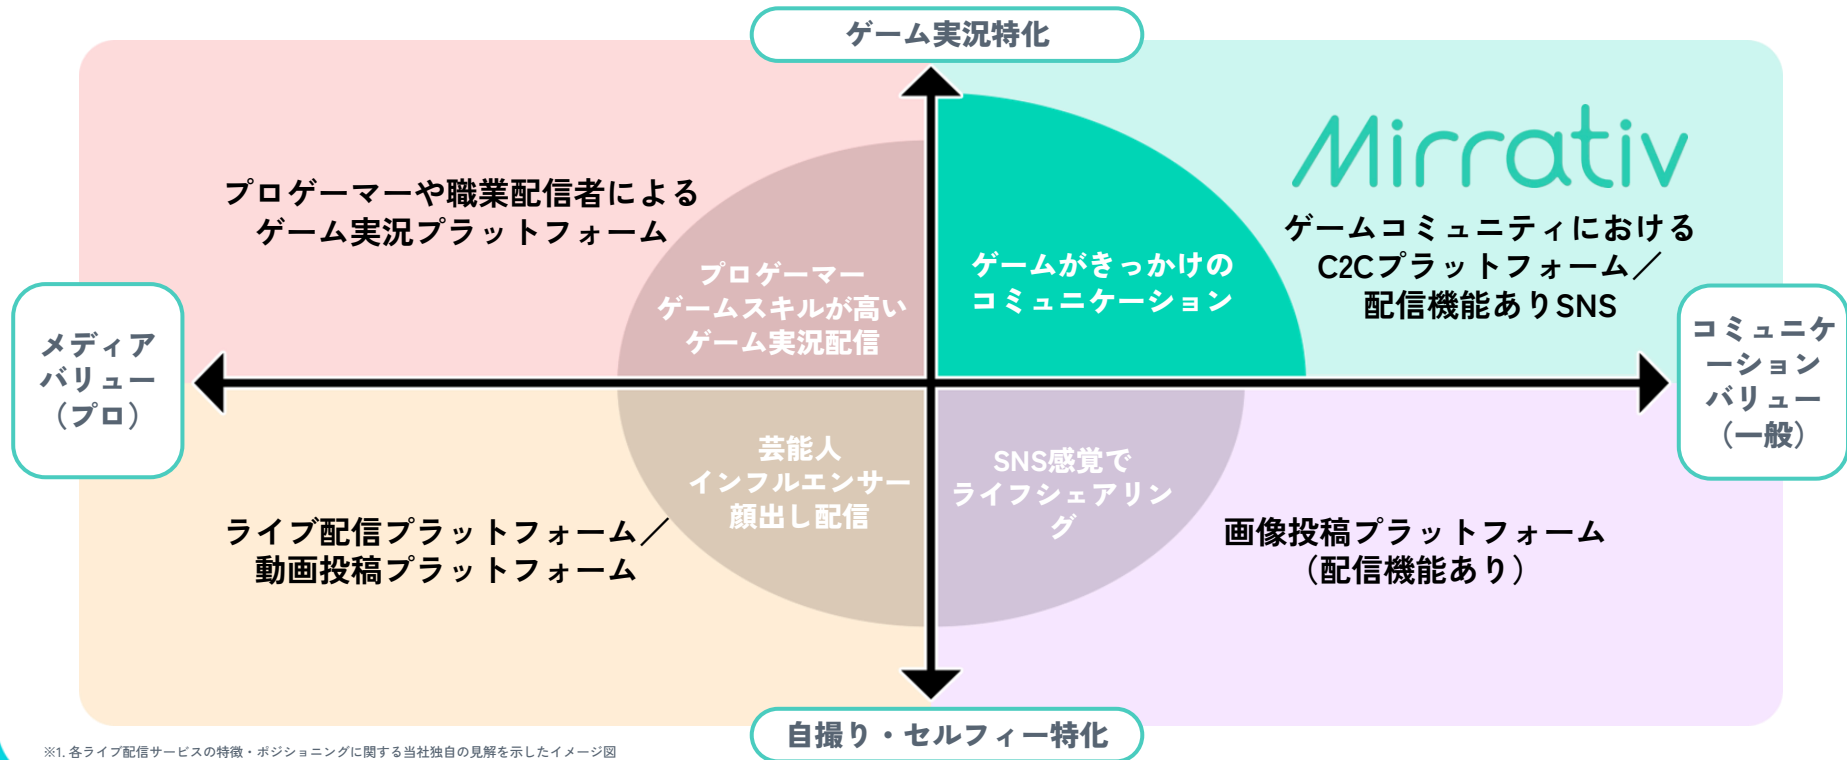 ゲーム実況特化
プロゲーマーや職業配信者による
ゲーム実況プラットフォーム
プロゲーマー
ゲームスキルが高い
ゲーム実況配信
ゲームがきっかけの
コミュニケーション
Mirrativ
ゲームコミュニティにおける
C2Cプラットフォーム／
配信機能ありSNS
メディア
バリュー
（プロ）
コミュニケ
ーション
バリュー
（一般）
芸能人
インフルエンサー
顔出し配信
SNS感覚で
ライフシェアリン
グ
ライブ配信プラットフォーム／
動画投稿プラットフォーム
画像投稿プラットフォーム
（配信機能あり）
自撮り・セルフィー特化
※1. 各ライブ配信サービスの特徴・ポジショニングに関する当社独自の見解を示したイメージ図